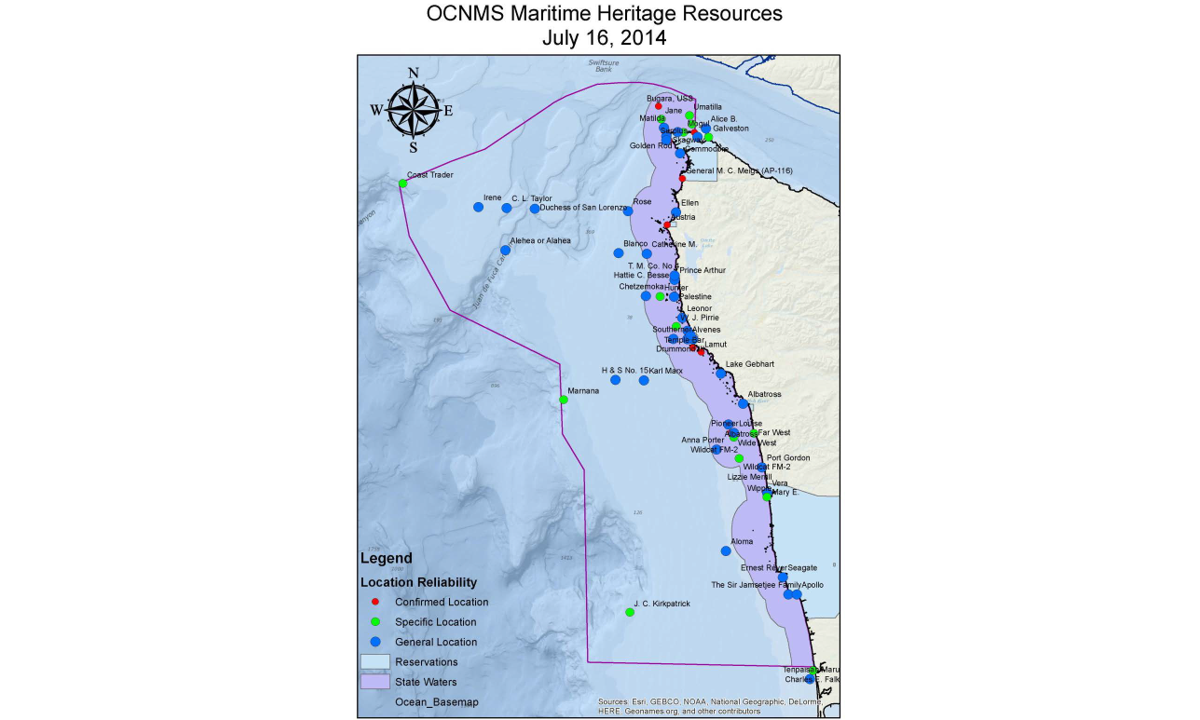 OCNMS Maritime Heritage Resources
July 16, 2014
Swiftsure
Bank
N
W
E
S
Bugara, USS
Jane
Umatilla
Matilda
Mogul
Alice B.
Galveston
Skagway
Golden Rod
Commodore
General M. C. Meigs (AP-116)
Coast Trader
Irene
C. L. Taylor
Duchess of San Lorenzo
Rose
Ellen
Austria
Alehea or Alahea
Blanco
Catherine M.
Juan de Fuca Can
T. M. Co. No
Prince Arthur
Hattie C. Besse
Chetzemoka
Hunter
Palestine
Leonor
W. J. Pirrie
Southerner
Alvenes
Temple Bar
Drummond
Lamut
Lake Gebhart
H & S No. 15
Karl Marx
Marnana
Albatross
Pioneer
Louise
Albatross
Far West
Anna Porter
Wide West
Wildcat FM-2
Port Gordon
Wildcat FM-2
Lizzie Merrill
Vera
Mary E.
Aloma
Ernest Reyer
Seagate
The Sir Jamsetjee Family
Apollo
J. C. Kirkpatrick
Tenpaisan Maru
Charles E. Falk
Legend
Location Reliability
Confirmed Location
Specific Location
General Location
Reservations
State Waters
Ocean_Basemap
Sources: Esri, GEBCO, NOAA, National Geographic, DeLorme,
HERE, Geonames.org, and other contributors